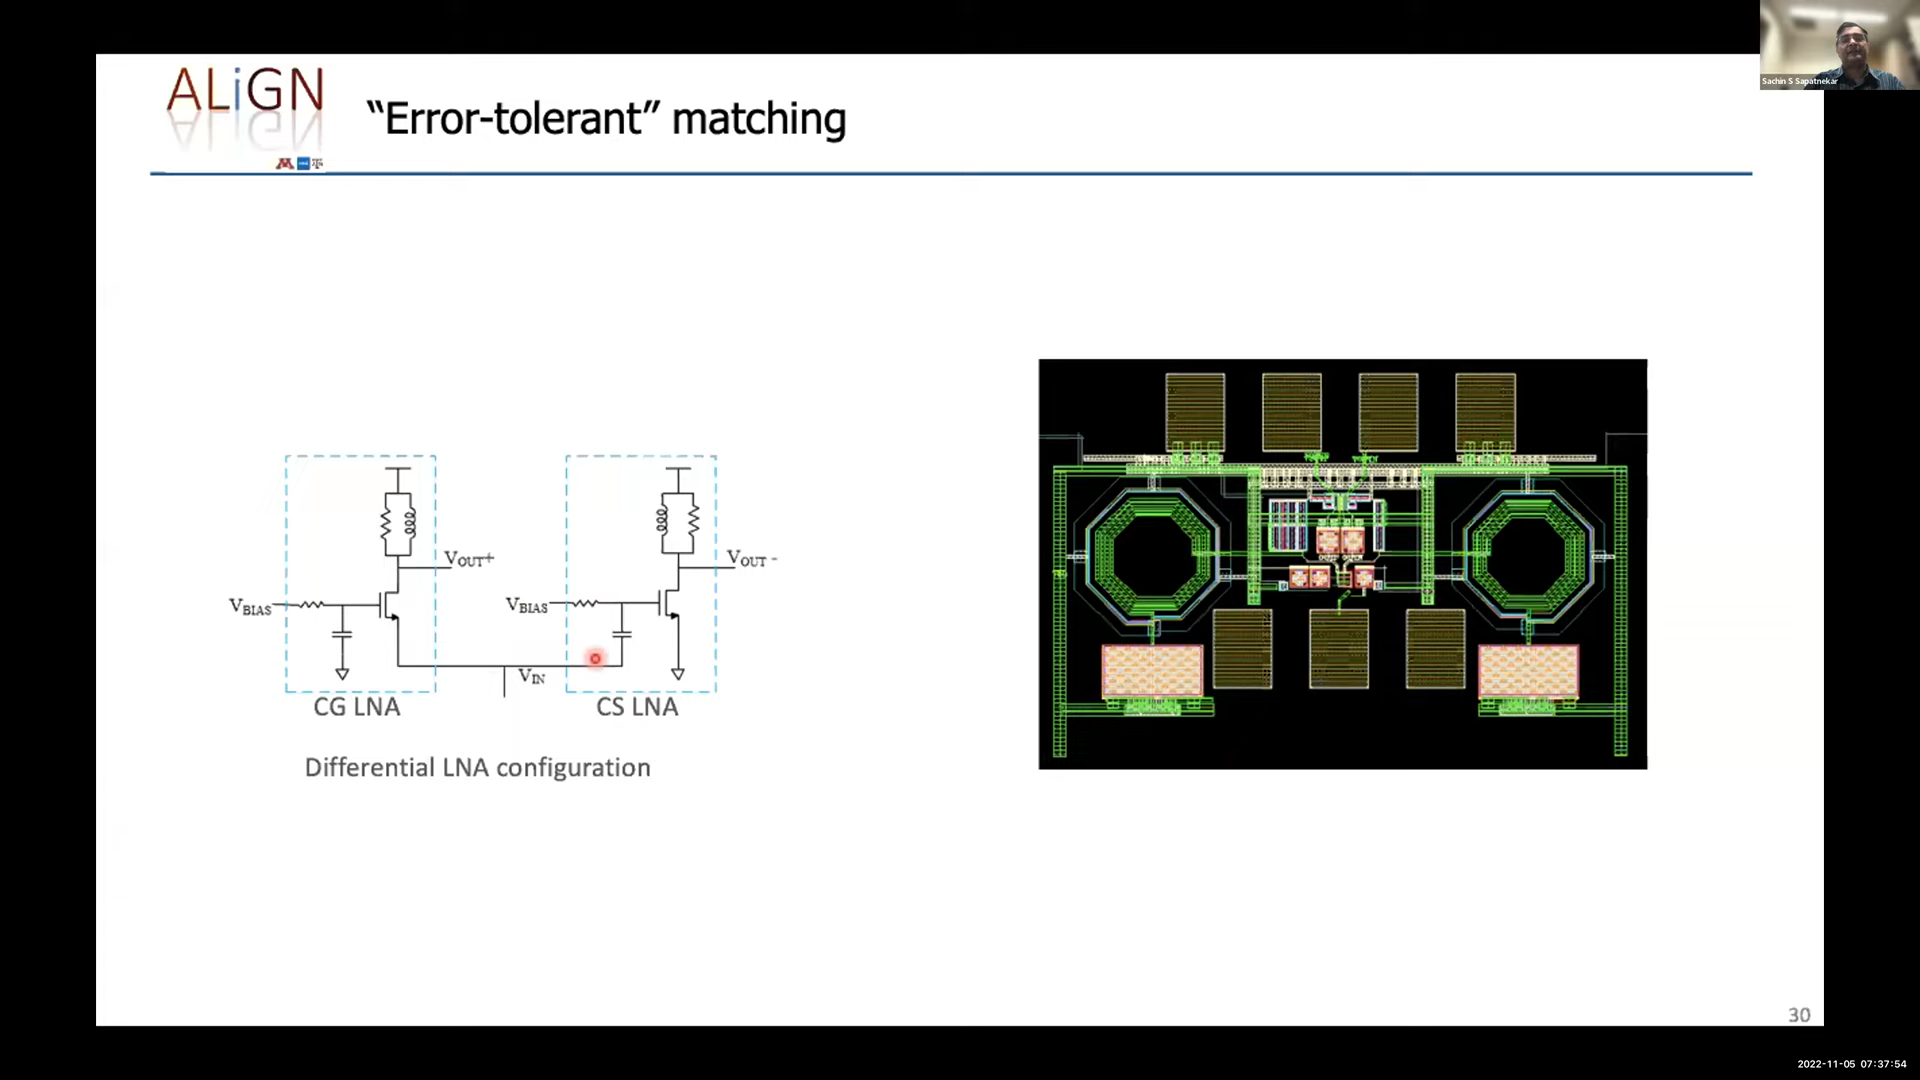 Sachin S Sapatnekar
ALiGN
“Error-tolerant” matching
VOUT+
VOUT -
VBIAS
VBIAS
VIN
CG LNA
CS LNA
Differential LNA configuration
30
2022-11-05 07:37:54